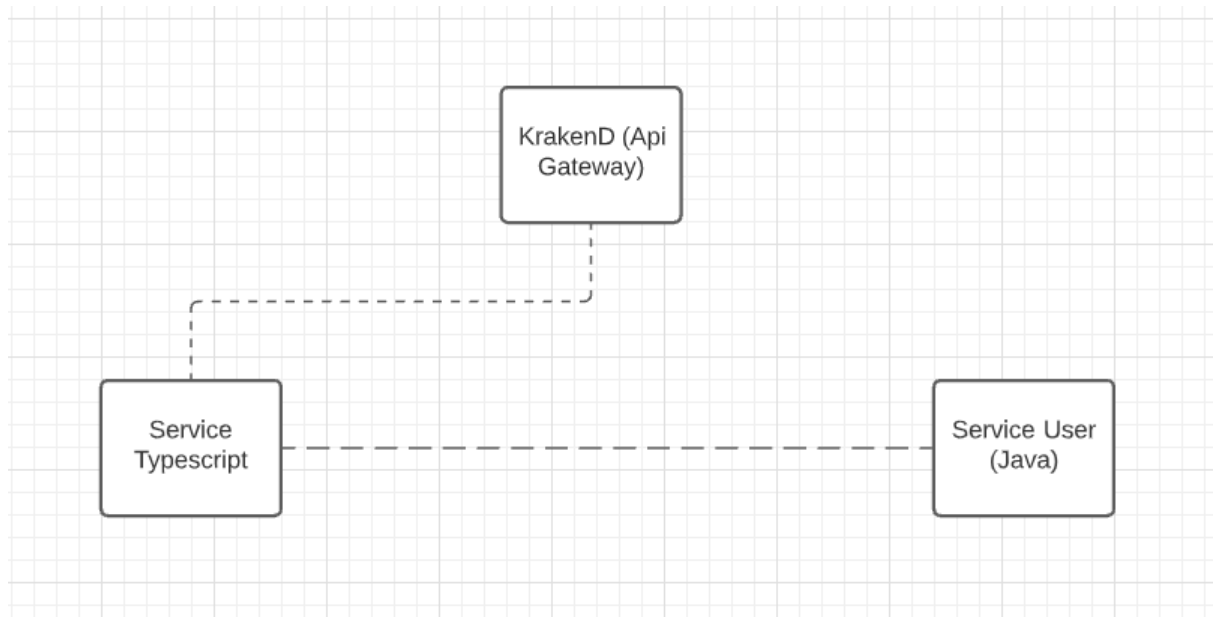 KrakenD (Api
Gateway)
Service
Typescript
Service User
(Java)